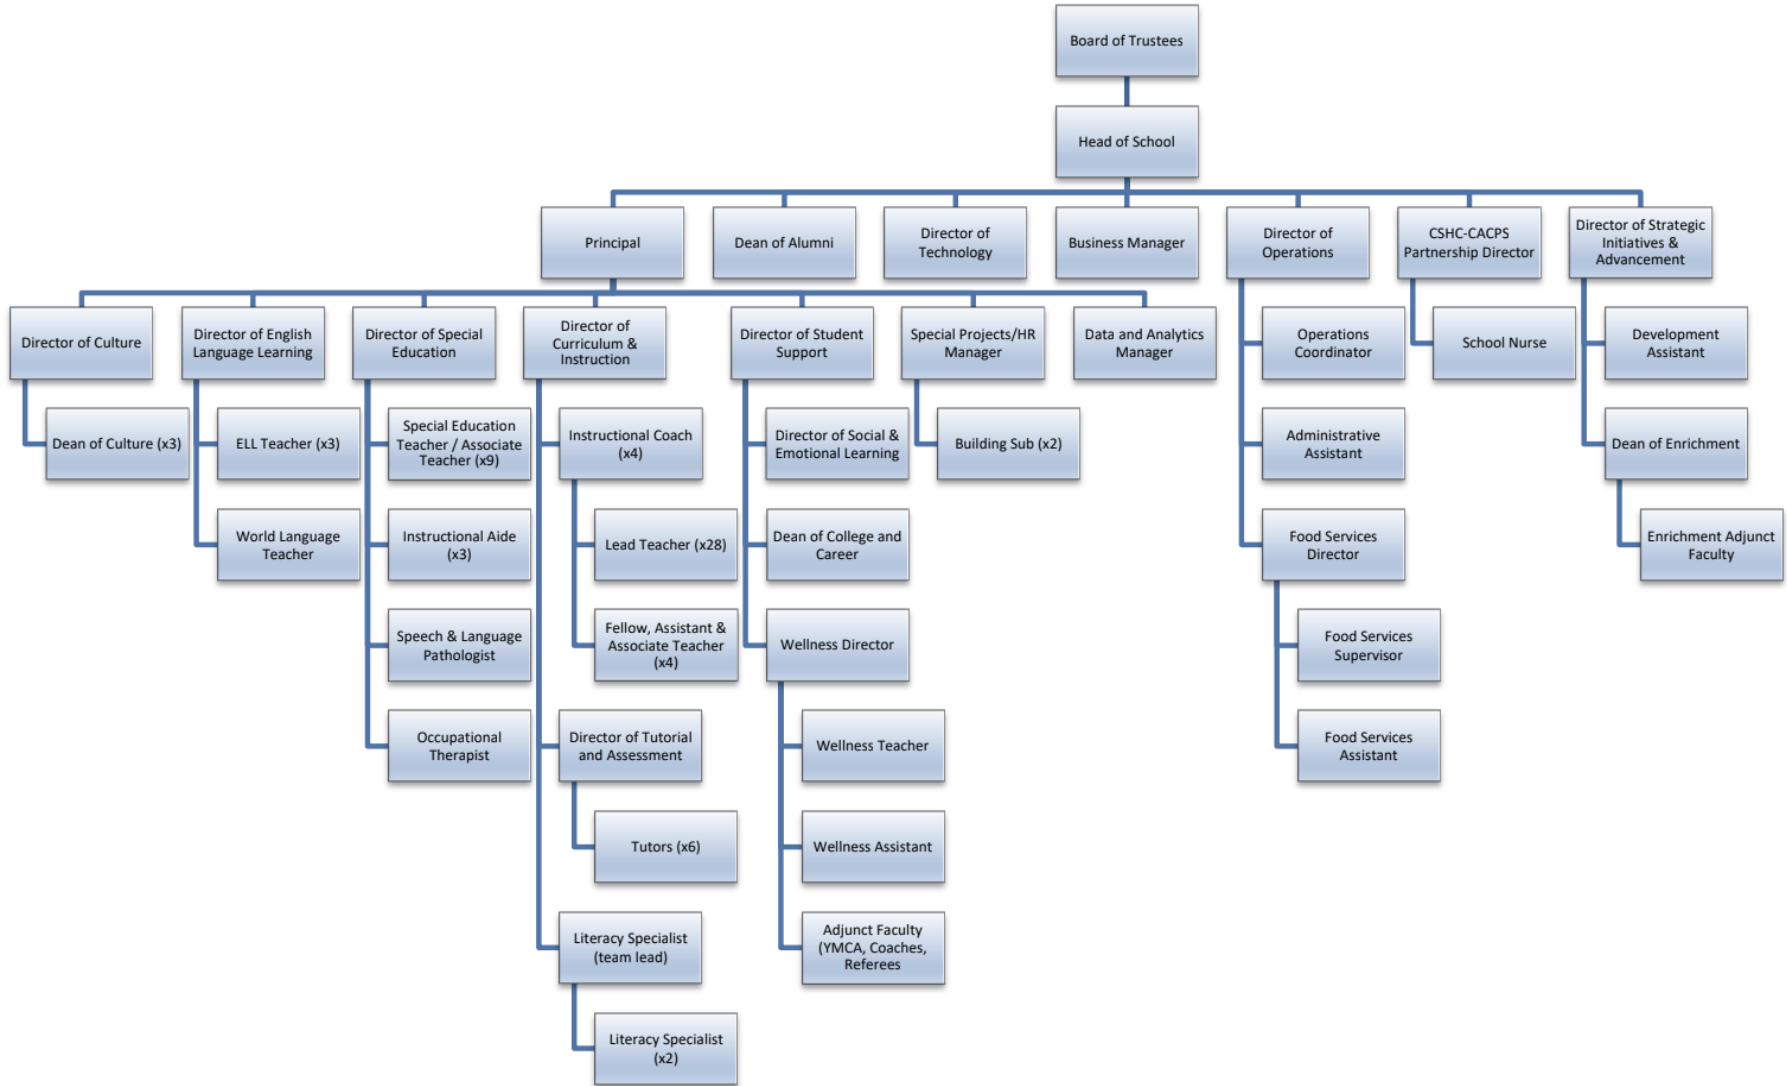 Board of Trustees
Head of School
Principal
Dean of Alumni
Director of
Technology
Business Manager
Director of
Operations
CSHC-CACPS
Partnership Director
Director of Strategic
Initiatives &
Advancement
Director of Culture
Director of English
Language Learning
Director of Special
Education
Director of
Curriculum &
Instruction
Director of Student
Support
Special Projects/HR
Manager
Data and Analytics
Manager
Operations
Coordinator
School Nurse
Development
Assistant
Dean of Culture (x3)
ELL Teacher (x3)
Special Education
Teacher / Associate
Teacher (x9)
Instructional Coach
(x4)
Director of Social &
Emotional Learning
Building Sub (x2)
Administrative
Assistant
Dean of Enrichment
World Language
Teacher
Instructional Aide
(x3)
Lead Teacher (x28)
Dean of College and
Career
Food Services
Director
Enrichment Adjunct
Faculty
Speech & Language
Pathologist
Fellow, Assistant &
Associate Teacher
(x4)
Wellness Director
Food Services
Supervisor
Occupational
Therapist
Director of Tutorial
and Assessment
Wellness Teacher
Food Services
Assistant
Tutors (x6)
Wellness Assistant
Literacy Specialist
(team lead)
Adjunct Faculty
(YMCA, Coaches,
Referees
Literacy Specialist
(x2)